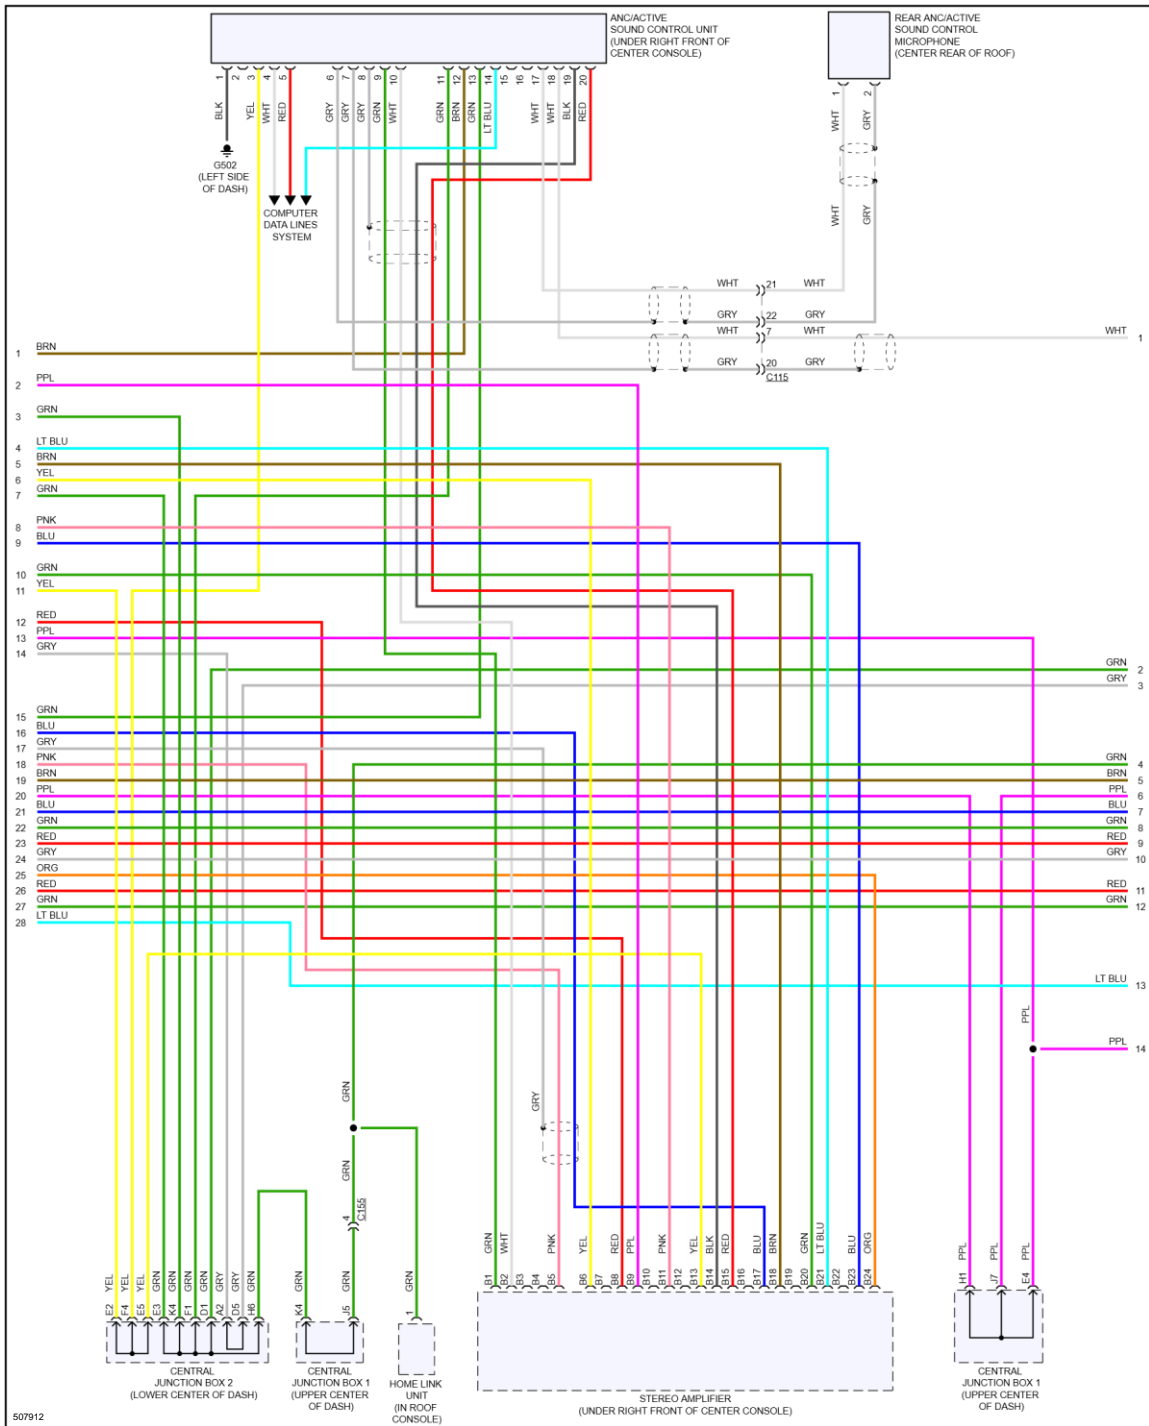 ANC/ACTIVE
SOUND CONTROL UNIT
(UNDER RIGHT FRONT OF
CENTER CONSOLE)
REAR ANC/ACTIVE
SOUND CONTROL
MICROPHONE
(CENTER REAR OF ROOF)
1 2 3 4 5 6 7 8 9 10 11 12 13 14 15 16 17 18 19 20
BLK YEL WHT RED GRY GRY GRY GRN WHT GRN BRN GRN LT BLU WHT WHT BLK RED
1 2
WHT GRY
G502
(LEFT SIDE
OF DASH)
COMPUTER
DATA LINES
SYSTEM
WHT GRY
WHT 21 WHT
GRY 22 GRY
WHT 7 WHT
WHT 1
GRY 20 GRY
C115
1 BRN
2 PPL
3 GRN
4 LT BLU
5 BRN
6 YEL
7 GRN
8 PNK
9 BLU
10 GRN
11 YEL
12 RED
13 PPL
14 GRY
GRN 2
GRY 3
15 GRN
16 BLU
17 GRY
18 PNK
GRN 4
19 BRN
BRN 5
20 PPL
PPL 6
21 BLU
BLU 7
22 GRN
GRN 8
23 RED
RED 9
24 GRY
GRY 10
25 ORG
26 RED
RED 11
27 GRN
GRN 12
28 LT BLU
LT BLU 13
PPL
PPL 14
GRN
GRY
GRN
4 C155
YEL YEL YEL GRN GRN GRN GRN GRY GRY GRN
E2 F4 E5 E3 K4 F1 D1 A2 D5 H6
GRN GRN
K4 J5
GRN
1
GRN WHT PNK YEL RED PPL PNK YEL BLK RED BLU BRN GRN LT BLU BLU ORG
B1 B2 B3 B4 B5 B6 B7 B8 B9 B10 B11 B12 B13 B14 B15 B16 B17 B18 B19 B20 B21 B22 B23 B24
PPL PPL PPL
H1 J7 E4
CENTRAL
JUNCTION BOX 2
(LOWER CENTER OF DASH)
CENTRAL
JUNCTION BOX 1
(UPPER CENTER
OF DASH)
HOME LINK
UNIT
(IN ROOF
CONSOLE)
STEREO AMPLIFIER
(UNDER RIGHT FRONT OF CENTER CONSOLE)
CENTRAL
JUNCTION BOX 1
(UPPER CENTER
OF DASH)
507912